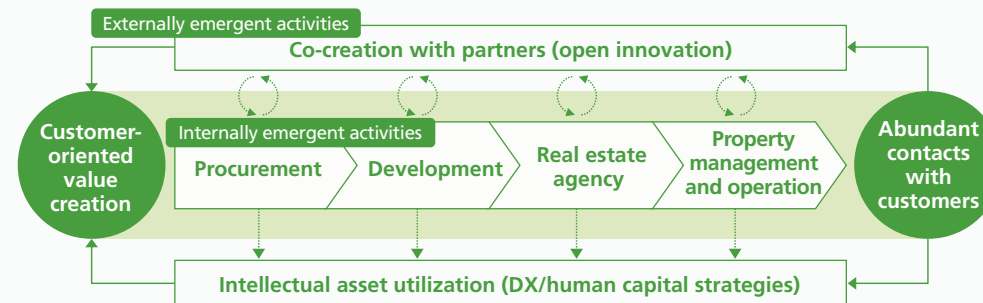 Externally emergent activities
Co-creation with partners (open innovation)
Customer-
oriented
value
creation
Internally emergent activities
Procurement
Development
Real estate
agency
Property
management
and operation
Abundant
contacts
with
customers
Intellectual asset utilization (DX/human capital strategies)